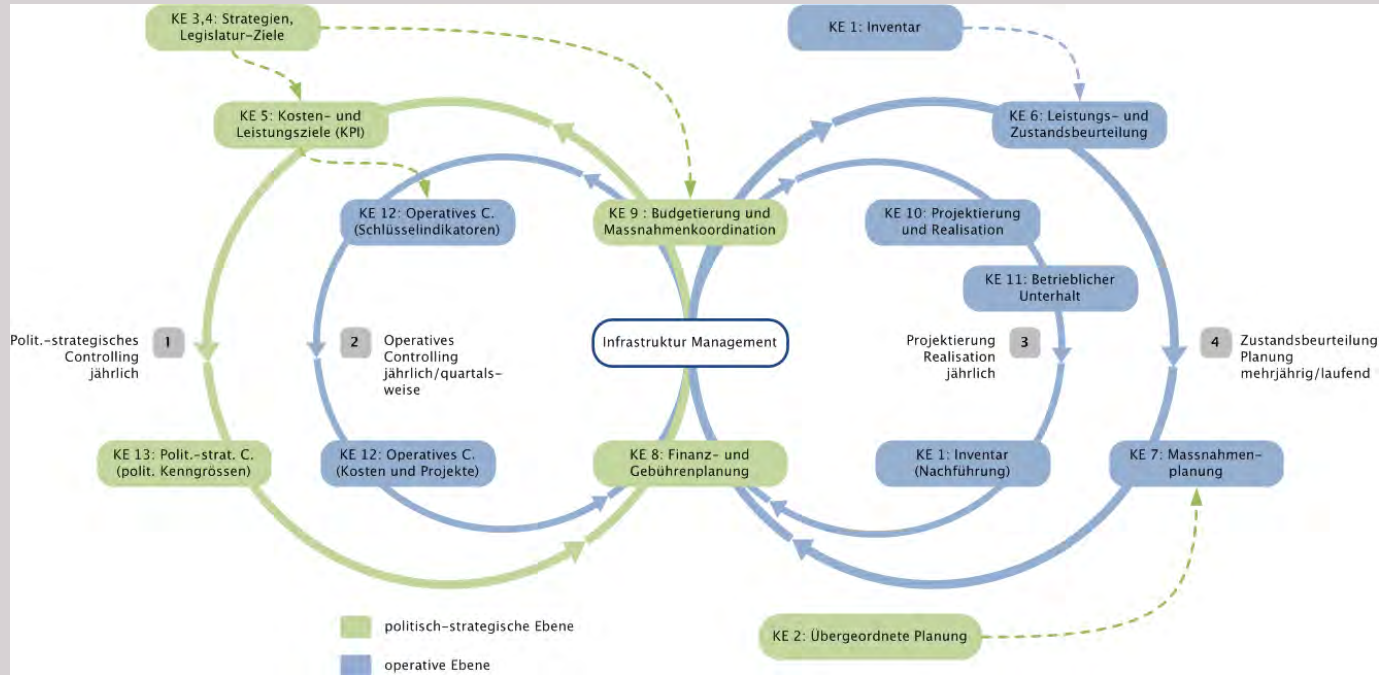 KE 3,4: Strategien,
Legislatur-Ziele
KE 1: Inventar
KE 5: Kosten- und
Leistungsziele (KPI)
KE 6: Leistungs- und
Zustandsbeurteilung
KE 12: Operatives C.
(Schlüsselindikatoren)
KE 9 : Budgetierung und
Massnahmenkoordination
KE 10: Projektierung
und Realisation
KE 11: Betrieblicher
Unterhalt
Polit.-strategisches
Controlling
jährlich
1
2
Operatives
Controlling
jährlich/quartals-
weise
Infrastruktur Management
Projektierung
Realisation
jährlich
3
4
Zustandsbeurteilung
Planung
mehrjährig/laufend
KE 13: Polit.-strat. C.
(polit. Kenngrössen)
KE 12: Operatives C.
(Kosten und Projekte)
KE 8: Finanz- und
Gebührenplanung
KE 1: Inventar
(Nachführung)
KE 7: Massnahmen-
planung
politisch-strategische Ebene
operative Ebene
KE 2: Übergeordnete Planung